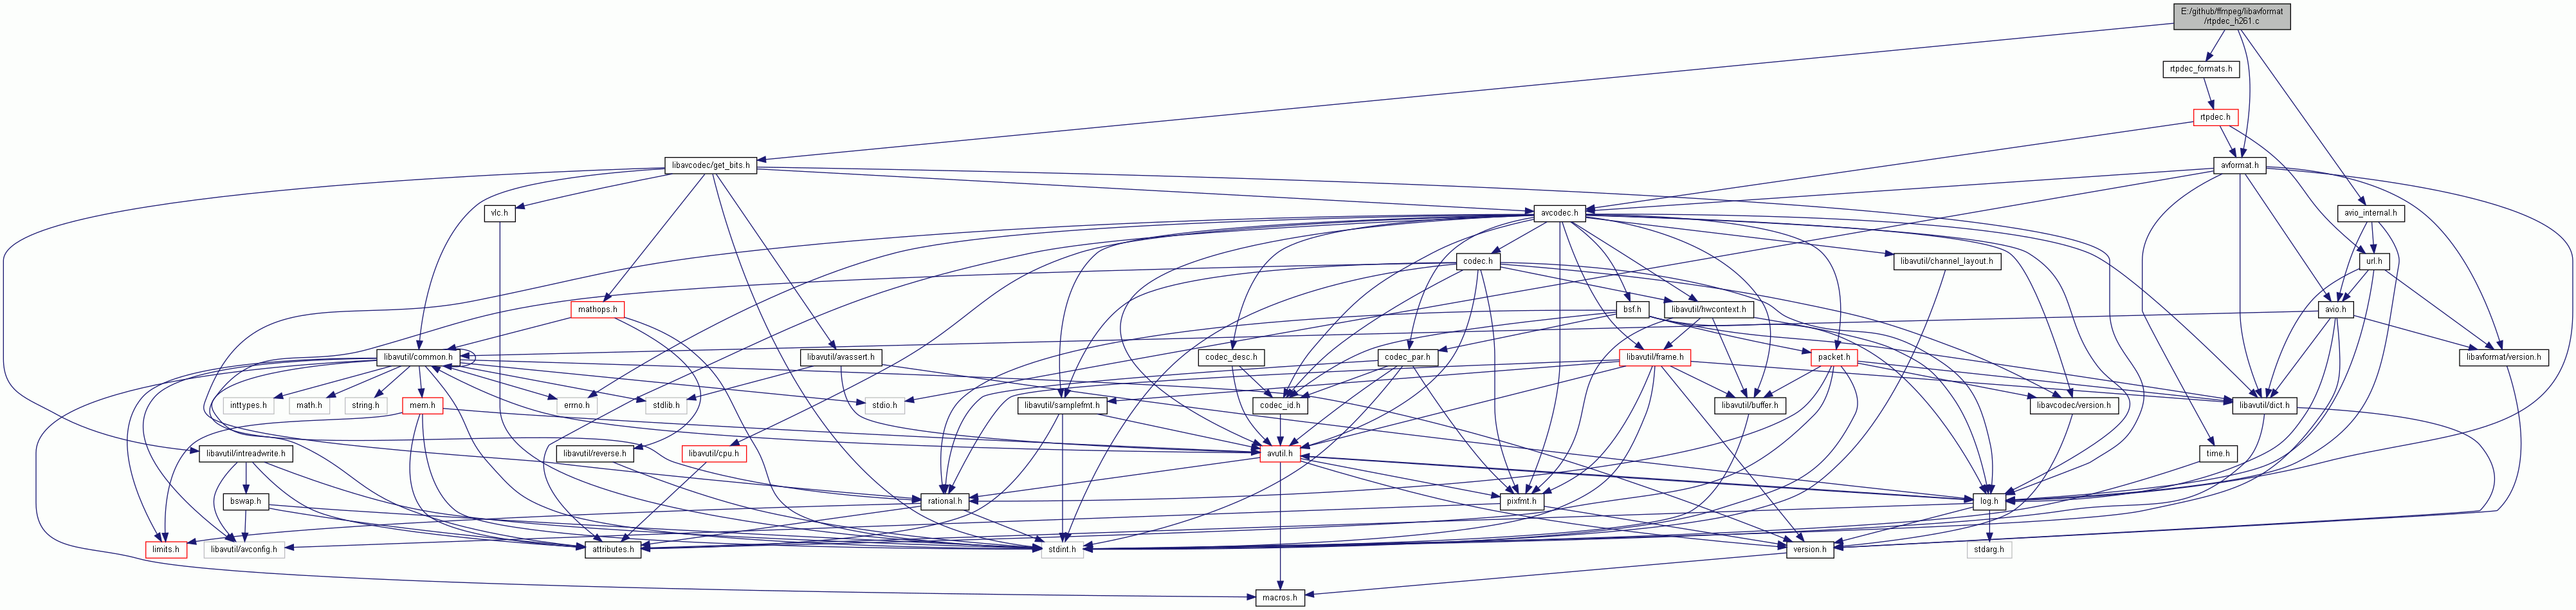 E:/github/ffmpeg/libavformat
/rtpdec_h261.c
rtpdec_formats.h
rtpdec.h
libavcodec/get_bits.h
avformat.h
vlc.h
avcodec.h
avio_internal.h
codec.h
libavutil/channel_layout.h
url.h
mathops.h
bsf.h
libavutil/hwcontext.h
avio.h
libavutil/common.h
libavutil/avassert.h
codec_desc.h
codec_par.h
libavutil/frame.h
packet.h
libavformat/version.h
inttypes.h
math.h
string.h
mem.h
errno.h
stdlib.h
stdio.h
libavutil/samplefmt.h
codec_id.h
libavutil/buffer.h
libavcodec/version.h
libavutil/dict.h
libavutil/intreadwrite.h
libavutil/reverse.h
libavutil/cpu.h
avutil.h
time.h
bswap.h
rational.h
pixfmt.h
log.h
limits.h
libavutil/avconfig.h
attributes.h
stdint.h
version.h
stdarg.h
macros.h